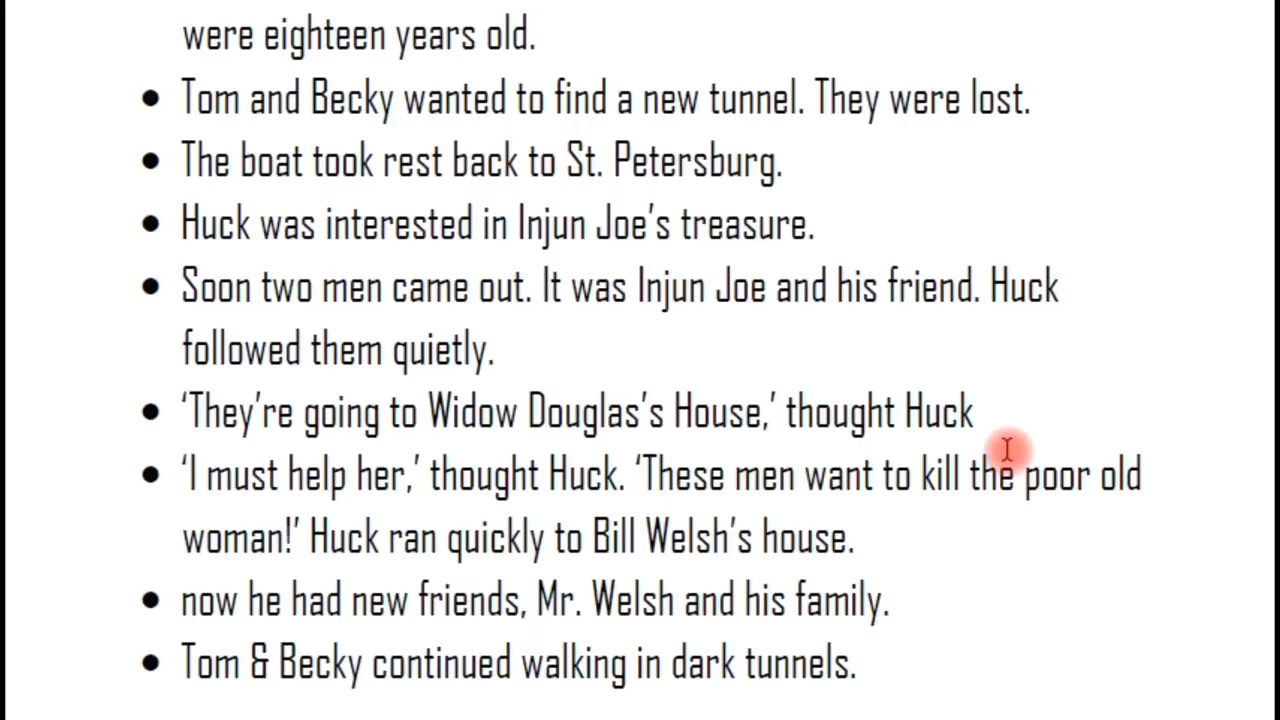 were eighteen years old.
• Tom and Becky wanted to find a new tunnel. They were lost.
• The boat took rest back to St. Petersburg.
• Huck was interested in Injun Joe's treasure.
• Soon two men came out. It was Injun Joe and his friend. Huck
followed them quietly.
• ‘They're going to Widow Douglas's House,’ thought Huck
• ‘I must help her,’ thought Huck. ‘These men want to kill the poor old
woman!’ Huck ran quickly to Bill Welsh's house.
• now he had new friends, Mr. Welsh and his family.
• Tom & Becky continued walking in dark tunnels.